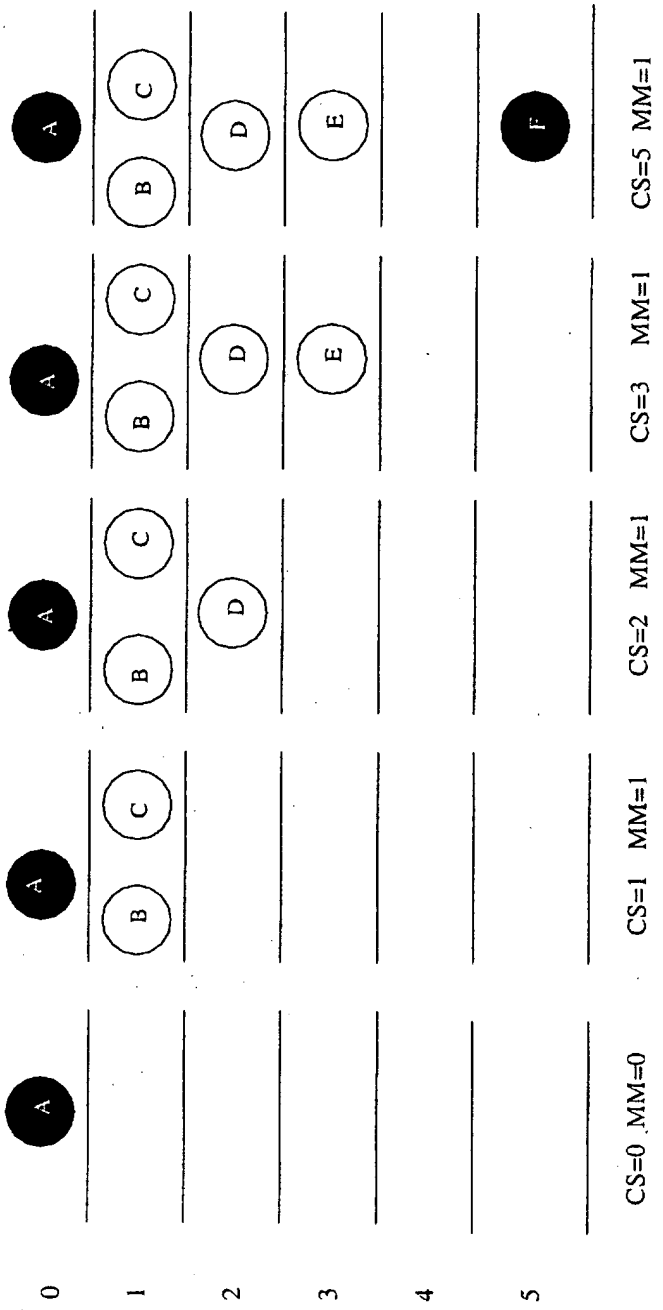 0 A A A A A
1 B C B C B C B C
2 D D D
3 E E
4
5 F
CS=0 MM=0 CS=1 MM=1 CS=2 MM=1 CS=3 MM=1 CS=5 MM=1